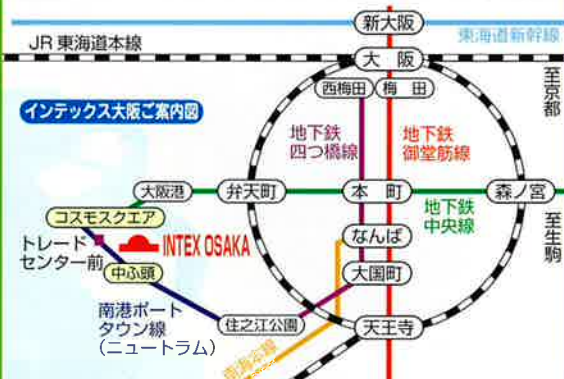 新大阪
東海道新幹線
JR 東海道本線
大阪
至京都
西梅田
梅田
インテックス大阪ご案内図
地下鉄
四つ橋線
地下鉄
御堂筋線
大阪港
弁天町
本町
森ノ宮
コスモスクエア
地下鉄
中央線
至生駒
なんば
トレード
センター前
INTEX OSAKA
中ふ頭
大国町
南港ポート
タウン線
(ニュートラム)
住之江公園
天王寺
南海本線